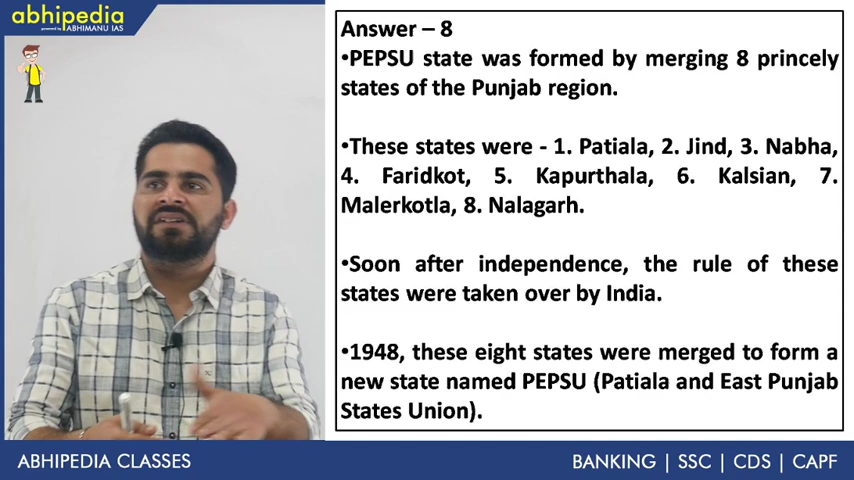 abhipedia
powered by ABHIMANU IAS
Answer – 8
•PEPSU state was formed by merging 8 princely
states of the Punjab region.
•These states were - 1. Patiala, 2. Jind, 3. Nabha,
4. Faridkot, 5. Kapurthala, 6. Kalsian, 7.
Malerkotla, 8. Nalagarh.
•Soon after independence, the rule of these
states were taken over by India.
•1948, these eight states were merged to form a
new state named PEPSU (Patiala and East Punjab
States Union).
ABHIPEDIA CLASSES
BANKING | SSC | CDS | CAPF